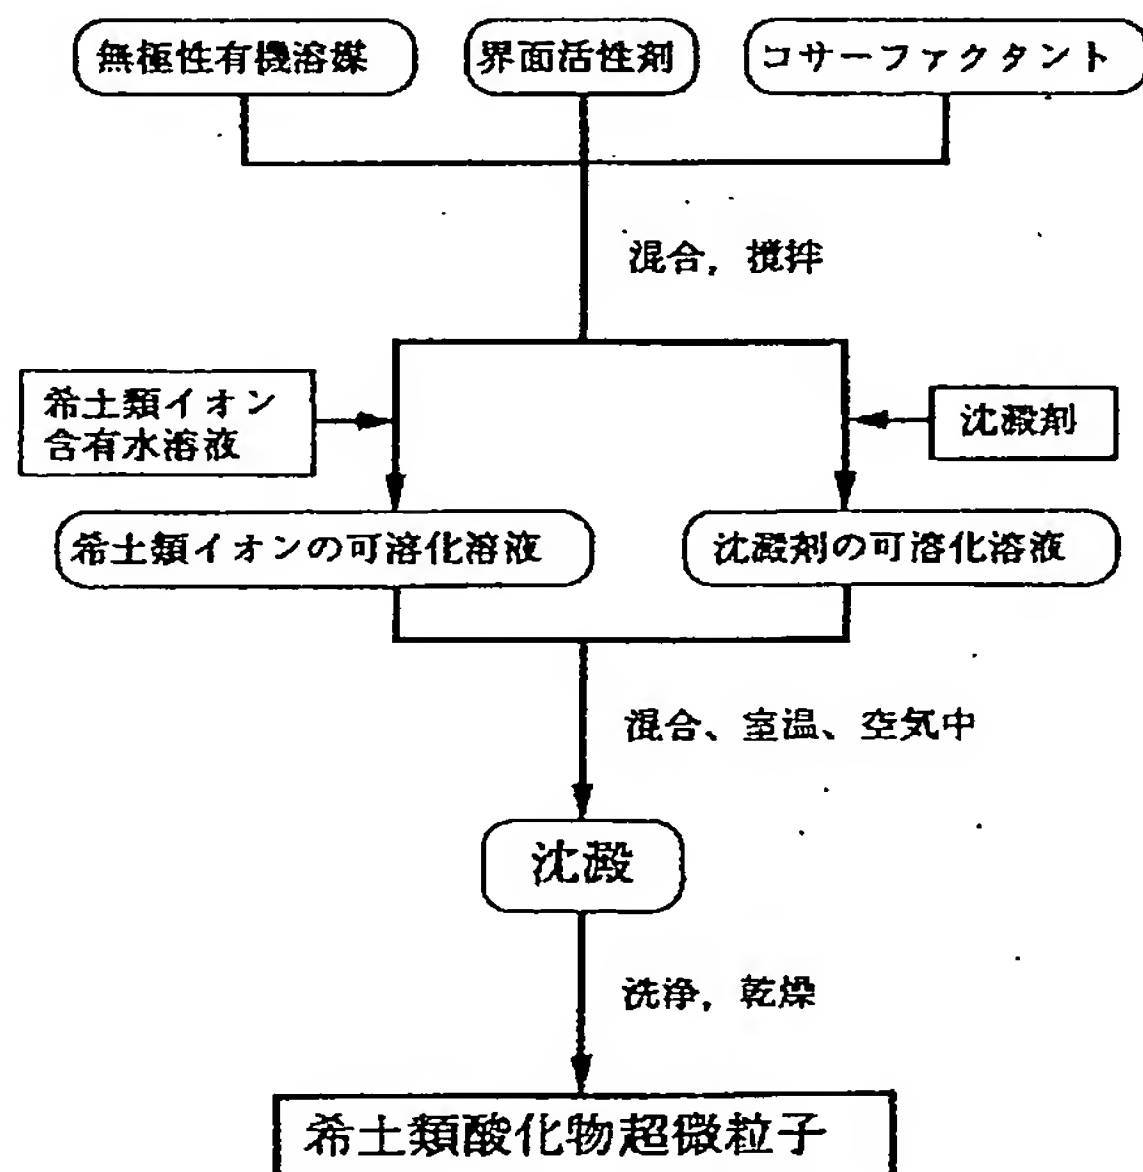 無極性有機溶媒
界面活性剤
コサーファクタント
混合，撹拌
希土類イオン
含有水溶液
沈澱剤
希土類イオンの可溶化溶液
沈澱剤の可溶化溶液
混合、室温、空気中
沈澱
洗浄，乾燥
希土類酸化物超微粒子